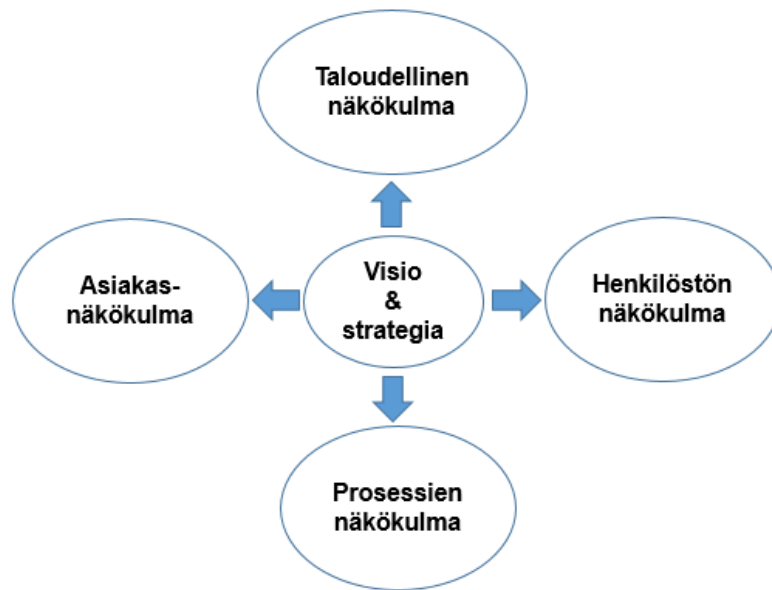 Taloudellinen
näkökulma
Asiakas-
näkökulma
Visio
&
strategia
Henkilöstön
näkökulma
Prosessien
näkökulma